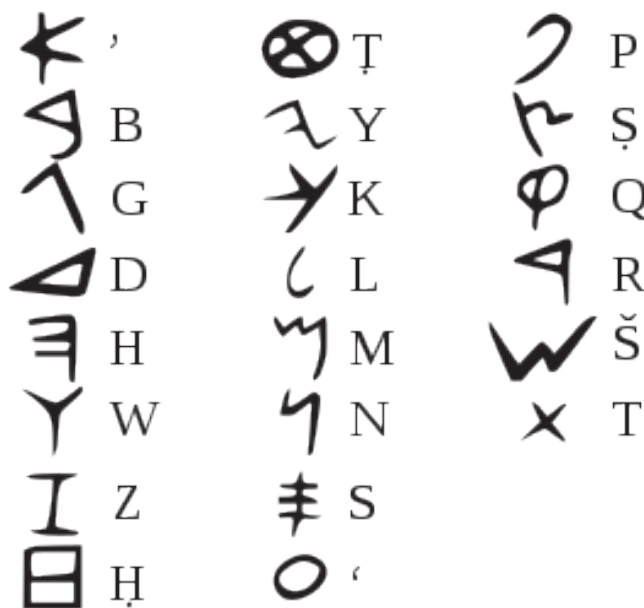 𐤀 ʼ
𐤁 B
𐤂 G
𐤃 D
𐤄 H
𐤅 W
𐤆 Z
𐤇 Ḥ
𐤈 Ṭ
𐤉 Y
𐤊 K
𐤋 L
𐤌 M
𐤍 N
𐤎 S
𐤏 ʻ
𐤐 P
𐤑 Ṣ
𐤒 Q
𐤓 R
𐤔 Š
𐤕 T